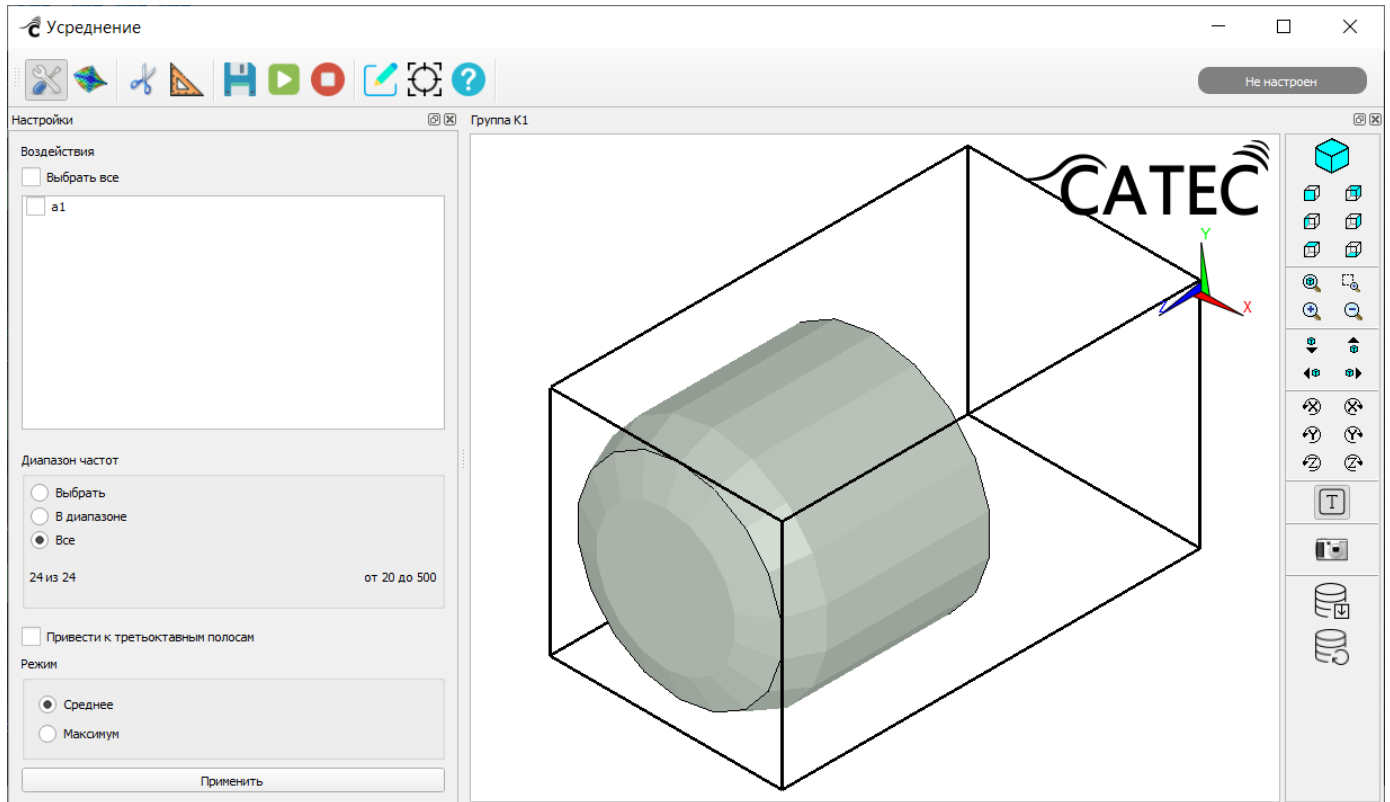 Усреднение
Не настроен
Настройки
Группа К1
Воздействия
Выбрать все
a1
CATEC
Y
Z
X
Диапазон частот
Выбрать
В диапазоне
Все
24 из 24 от 20 до 500
Привести к третьоктавным полосам
Режим
Среднее
Максимум
Применить
X X
Y Y
Z Z
T